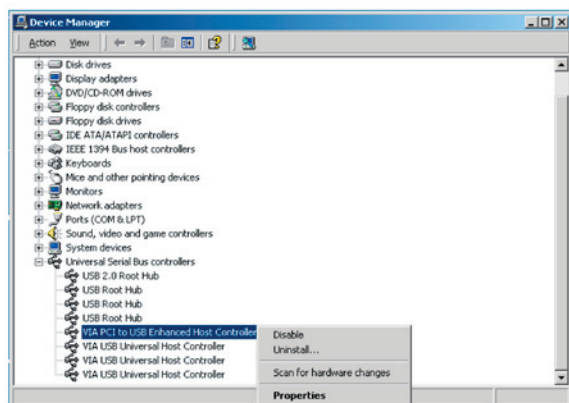 Device Manager
Action View
Disk drives
Display adapters
DVD/CD-ROM drives
Floppy disk controllers
Floppy disk drives
IDE ATA/ATAPI controllers
IEEE 1394 Bus host controllers
Keyboards
Mice and other pointing devices
Monitors
Network adapters
Ports (COM & LPT)
Sound, video and game controllers
System devices
Universal Serial Bus controllers
USB 2.0 Root Hub
USB Root Hub
USB Root Hub
USB Root Hub
VIA PCI to USB Enhanced Host Controller
VIA USB Universal Host Controller
VIA USB Universal Host Controller
VIA USB Universal Host Controller
Disable
Uninstall...
Scan for hardware changes
Properties